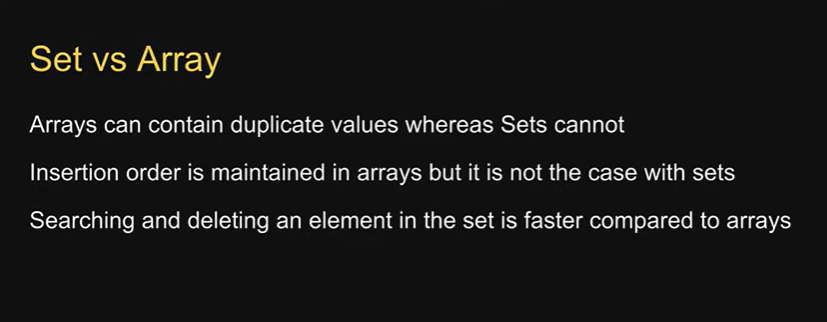 Set vs Array
Arrays can contain duplicate values whereas Sets cannot
Insertion order is maintained in arrays but it is not the case with sets
Searching and deleting an element in the set is faster compared to arrays